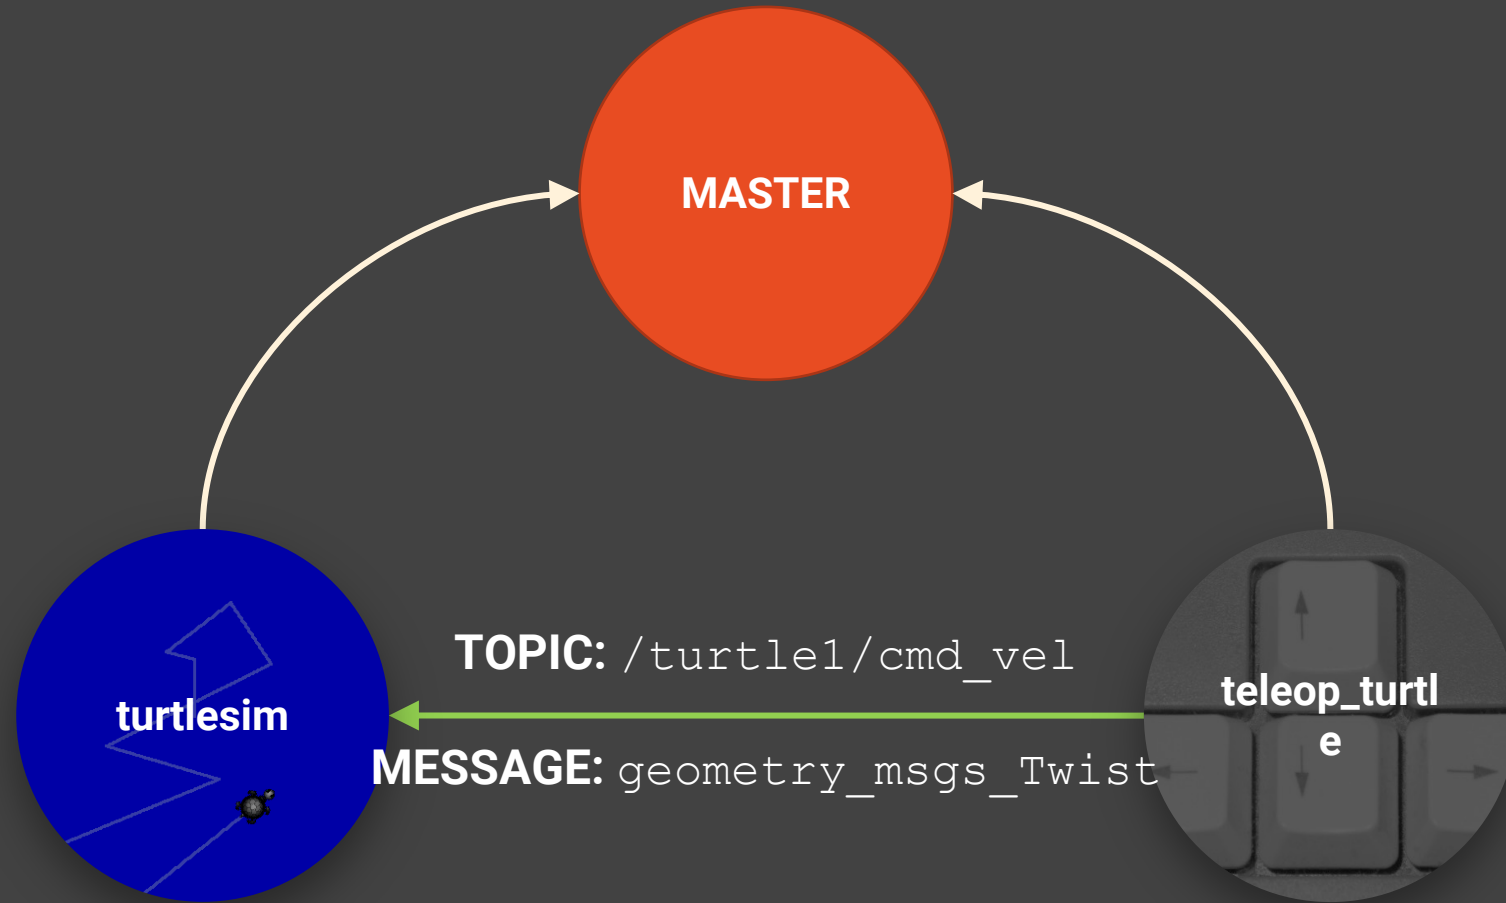 MASTER
TOPIC: /turtle1/cmd_vel
turtlesim
teleop_turtl
e
MESSAGE: geometry_msgs_Twist